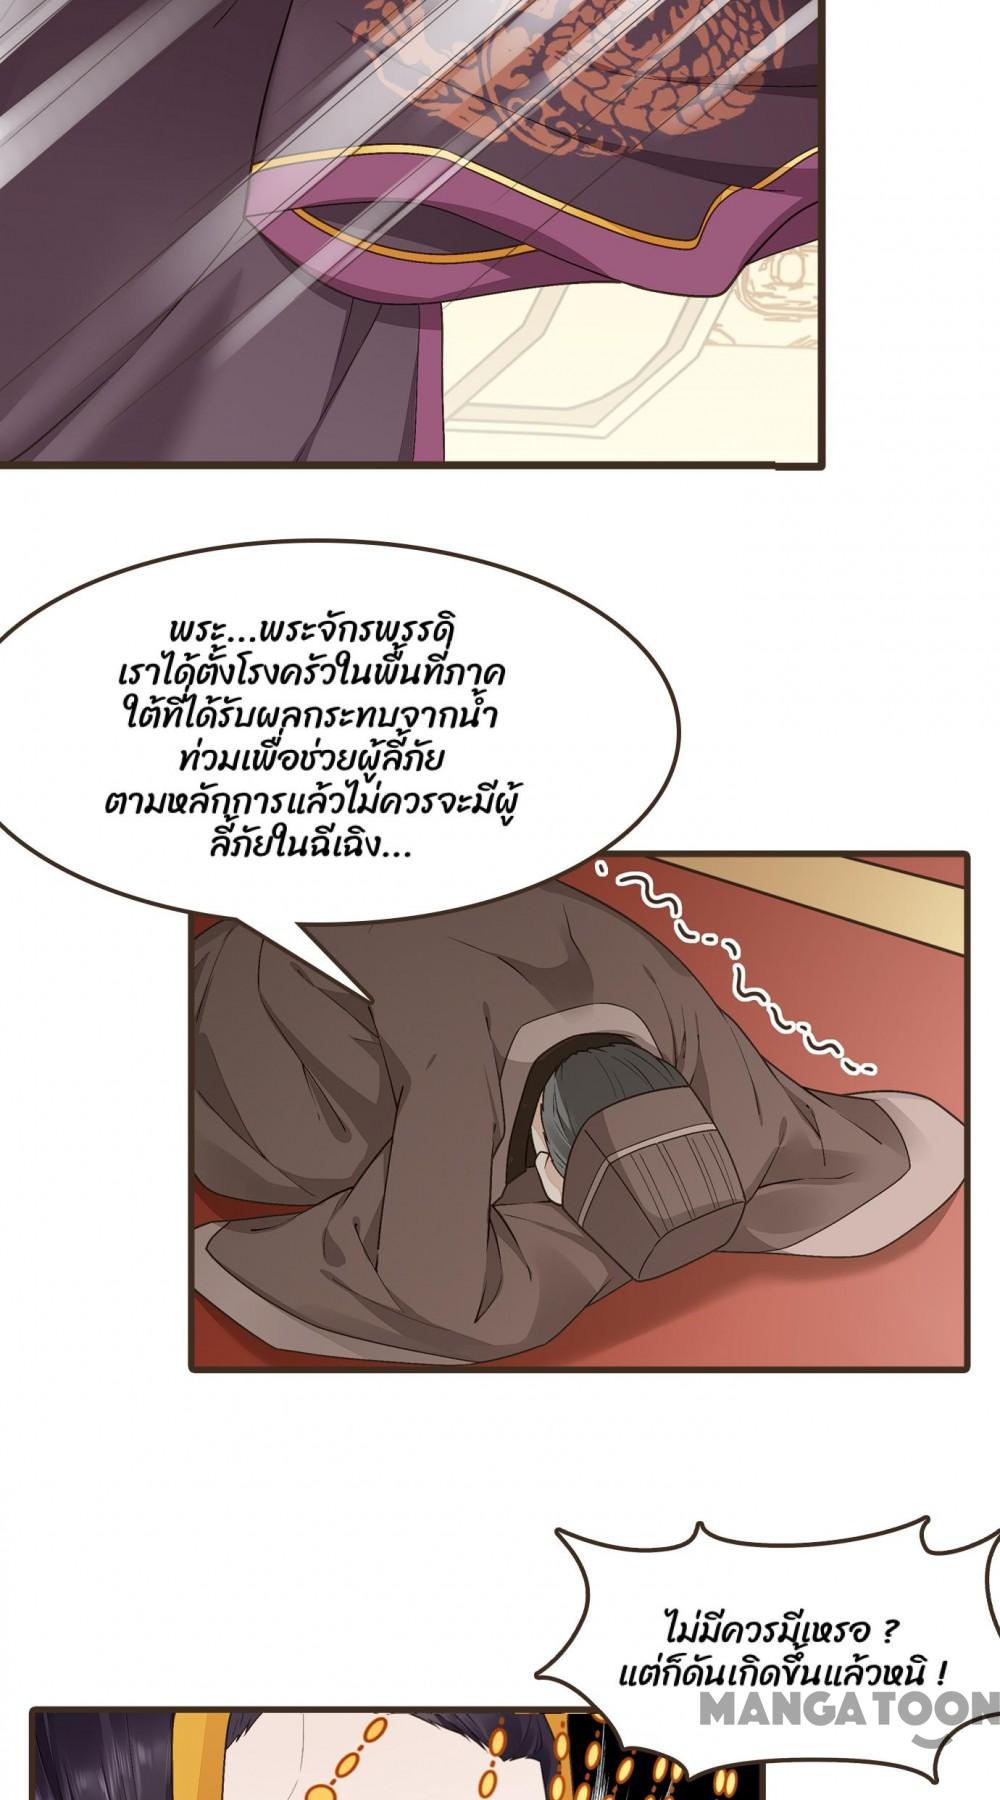 พระ...พระจักรพรรดิ
เราได้ตั้งโรงครัวในพื้นที่ภาค
ใต้ที่ได้รับผลกระทบจากน้ำ
ท่วมเพื่อช่วยผู้ลี้ภัย
ตามหลักการแล้วไม่ควรจะมีผู้
ลี้ภัยในฉีเฉิง...
ไม่มีควรมีเหรอ ?
แต่ก็ดันเกิดขึ้นแล้วหนิ !
MANGATOON